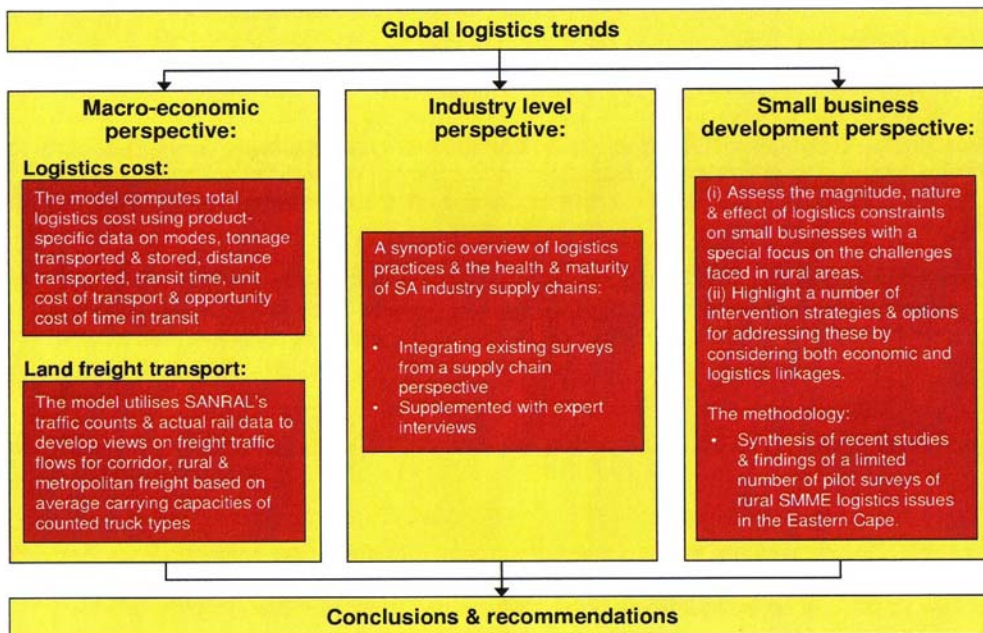 Global logistics trends
Macro-economic
perspective:
Logistics cost:
The model computes total
logistics cost using product-
specific data on modes, tonnage
transported & stored, distance
transported, transit time, unit
cost of transport & opportunity
cost of time in transit
Land freight transport:
The model utilises SANRAL's
traffic counts & actual rail data to
develop views on freight traffic
flows for corridor, rural &
metropolitan freight based on
average carrying capacities of
counted truck types
Industry level
perspective:
A synoptic overview of logistics
practices & the health & maturity
of SA industry supply chains:
• Integrating existing surveys
from a supply chain
perspective
• Supplemented with expert
interviews
Small business
development perspective:
(i) Assess the magnitude, nature
& effect of logistics constraints
on small businesses with a
special focus on the challenges
faced in rural areas.
(ii) Highlight a number of
intervention strategies & options
for addressing these by
considering both economic and
logistics linkages.
The methodology:
• Synthesis of recent studies
& findings of a limited
number of pilot surveys of
rural SMME logistics issues
in the Eastern Cape.
Conclusions & recommendations